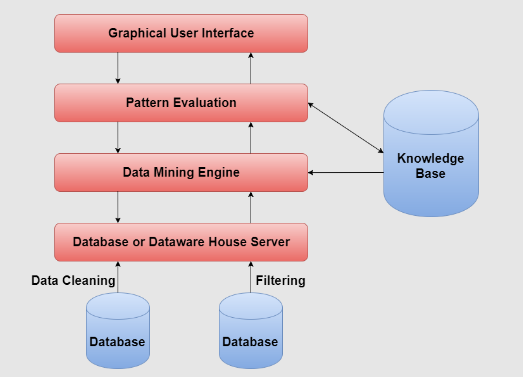 Graphical User Interface
Pattern Evaluation
Knowledge
Base
Data Mining Engine
Database or Dataware House Server
Data Cleaning
Filtering
Database
Database